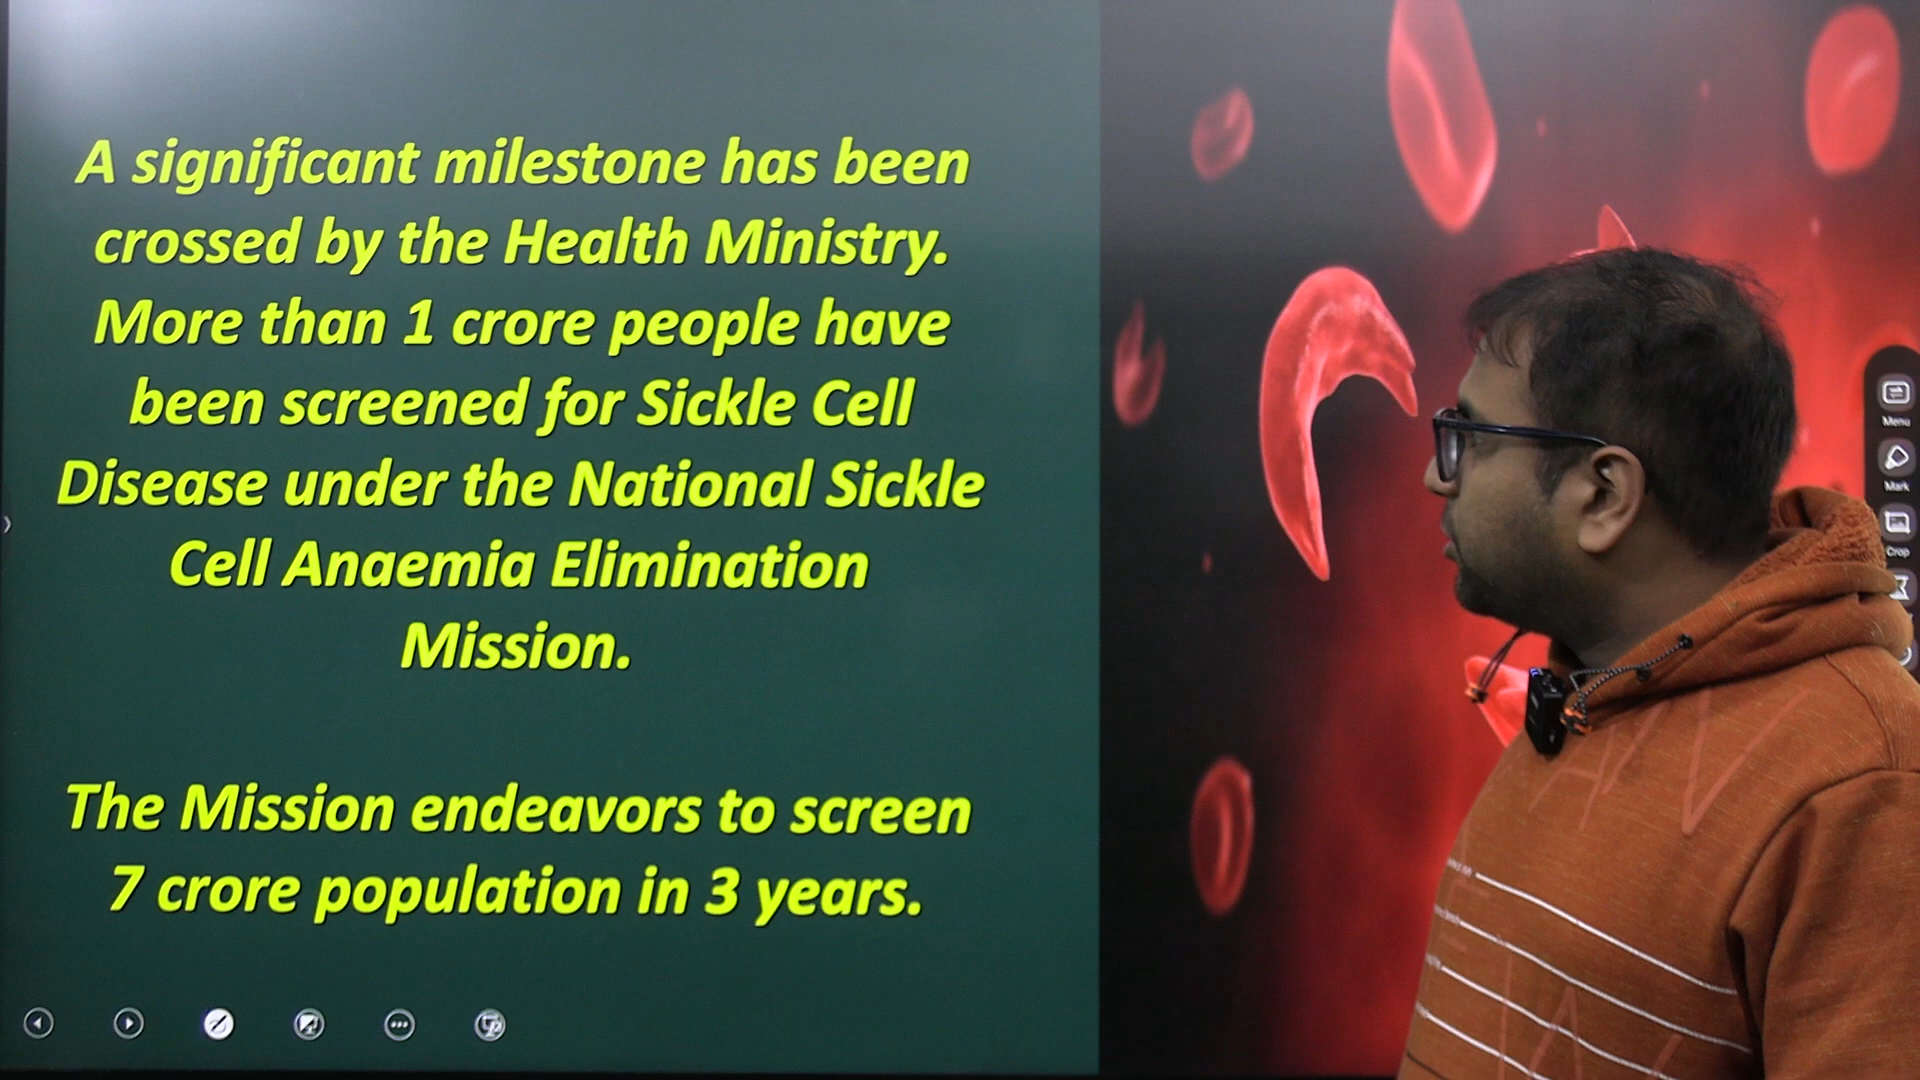 A significant milestone has been
crossed by the Health Ministry.
More than 1 crore people have
been screened for Sickle Cell
Disease under the National Sickle
Cell Anaemia Elimination
Mission.
The Mission endeavors to screen
7 crore population in 3 years.
Menu
Mark
Crop